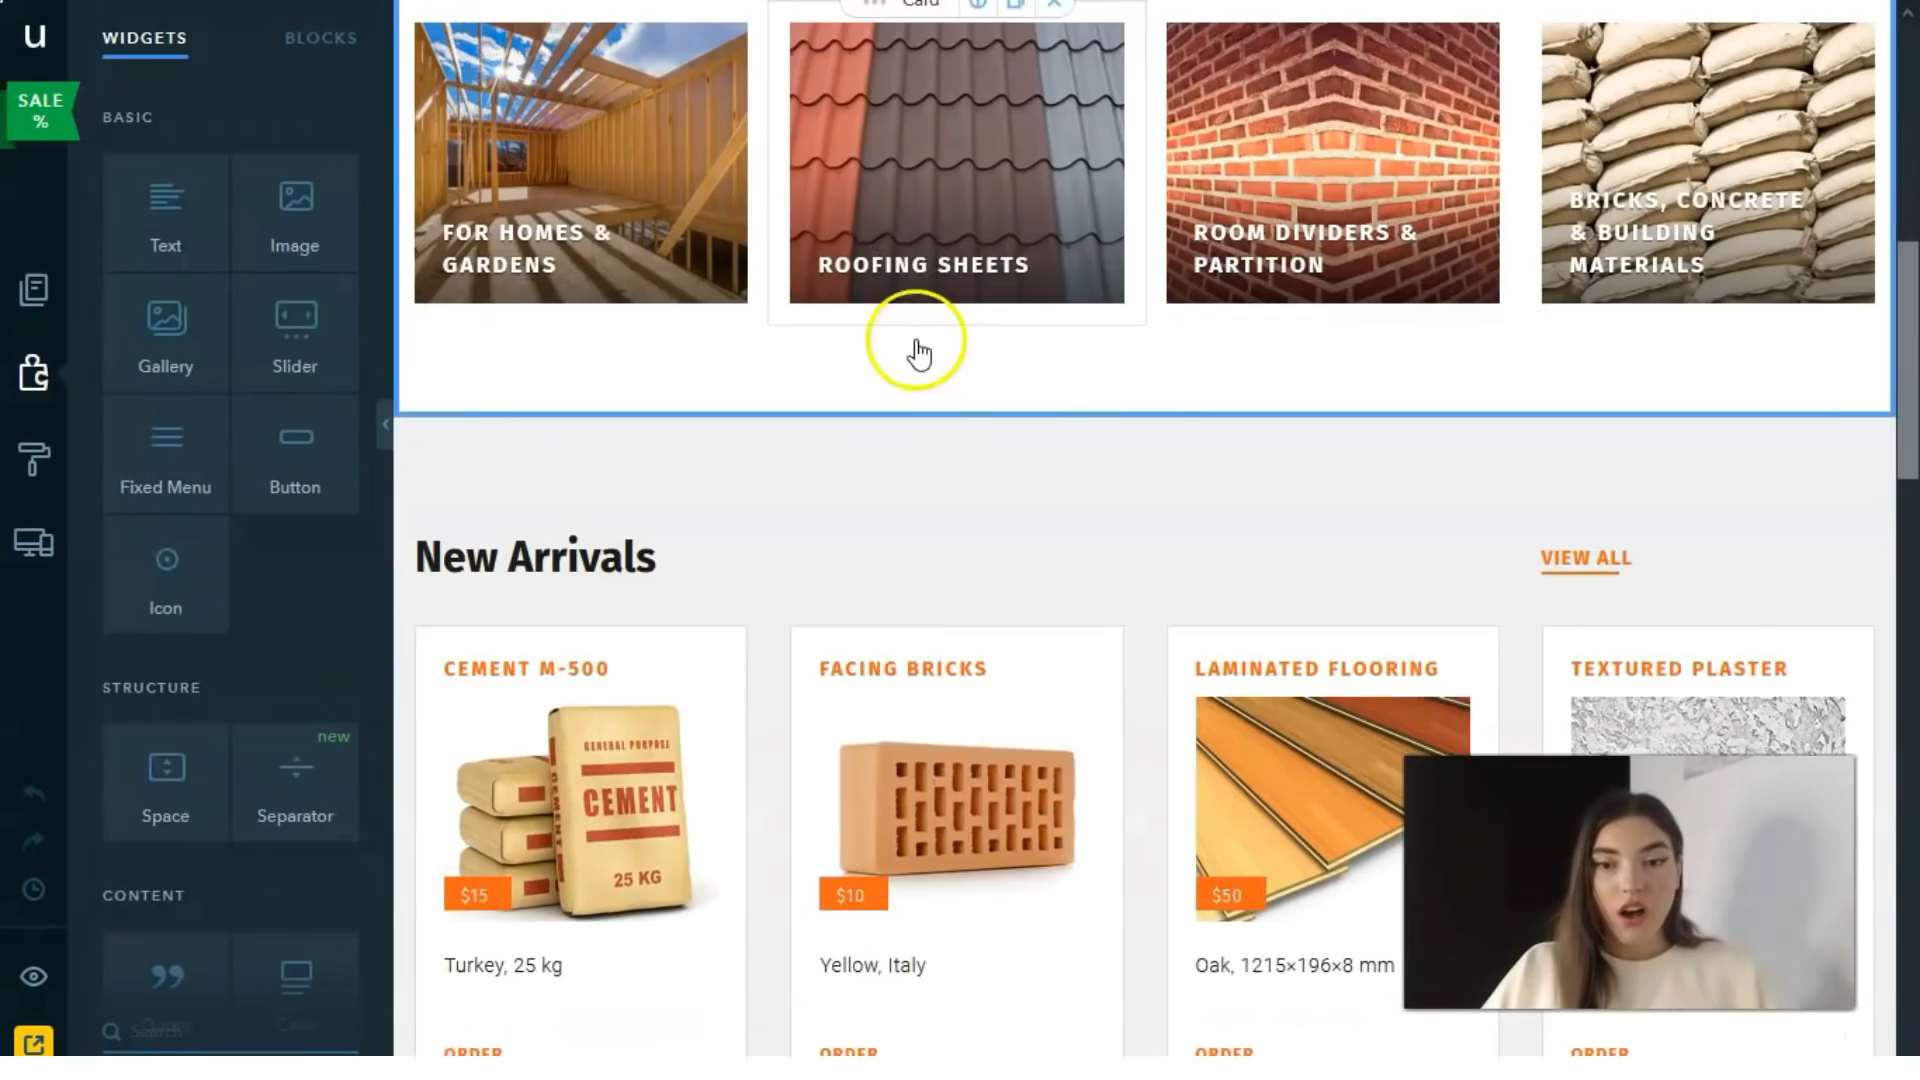 u
WIDGETS
BLOCKS
SALE
%
BASIC
Text
Image
Gallery
Slider
Fixed Menu
Button
Icon
STRUCTURE
new
Space
Separator
CONTENT
Search
Card
FOR HOMES &
GARDENS
ROOFING SHEETS
ROOM DIVIDERS &
PARTITION
BRICKS, CONCRETE
& BUILDING
MATERIALS
New Arrivals
VIEW ALL
CEMENT M-500
GENERAL PURPOSE
CEMENT
25 KG
$15
Turkey, 25 kg
ORDER
FACING BRICKS
$10
Yellow, Italy
ORDER
LAMINATED FLOORING
$50
Oak, 1215×196×8 mm
ORDER
TEXTURED PLASTER
ORDER